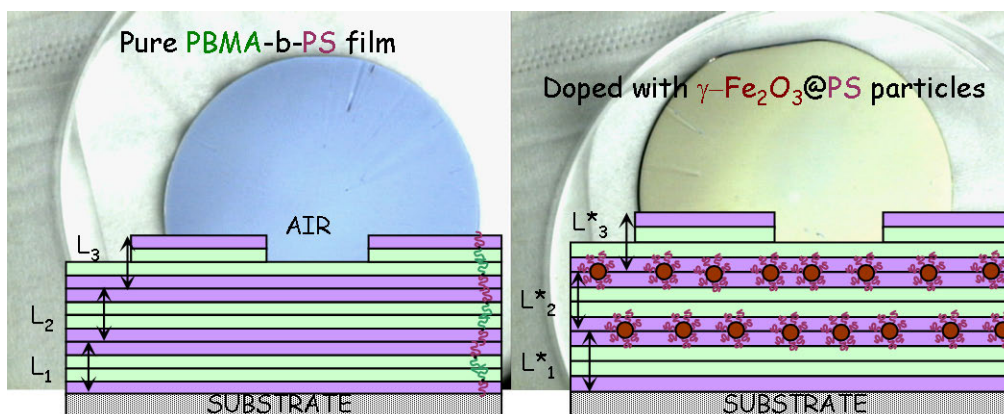 Pure PBMA-b-PS film
AIR
L₃
L₂
L₁
SUBSTRATE
Doped with γ-Fe₂O₃@PS particles
L*₃
L*₂
L*₁
SUBSTRATE